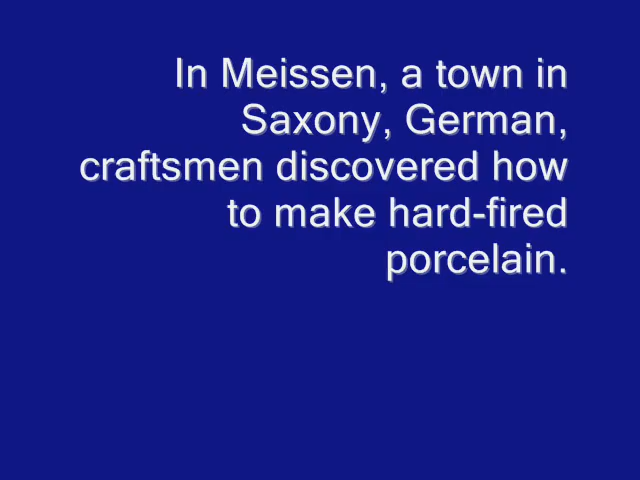 In Meissen, a town in
Saxony, German,
craftsmen discovered how
to make hard-fired
porcelain.